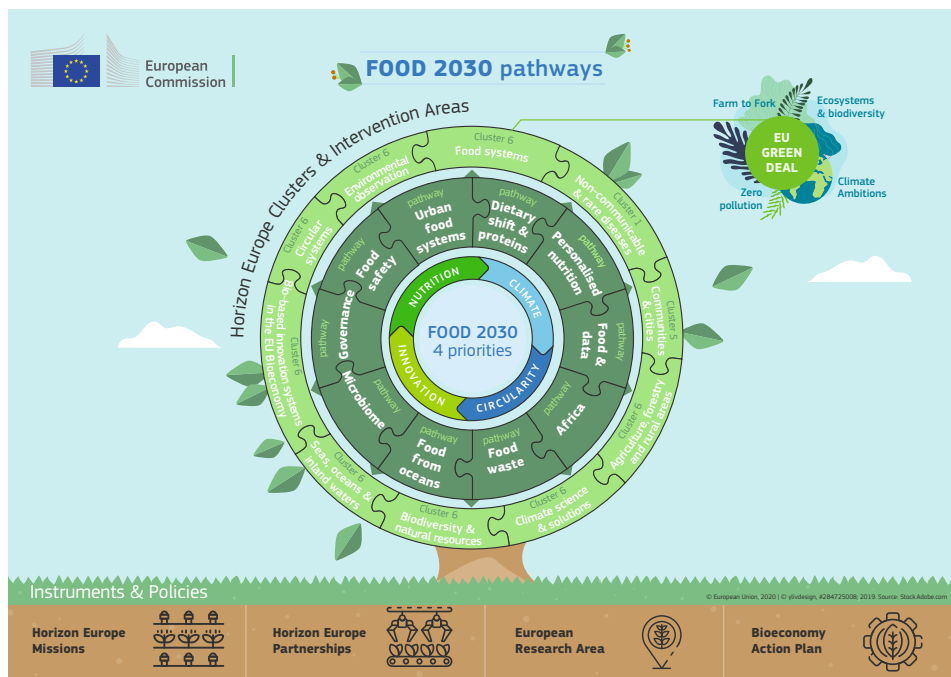 European
Commission
FOOD 2030 pathways
Horizon Europe Clusters & Intervention Areas
Farm to Fork
Ecosystems
& biodiversity
EU
GREEN
DEAL
Climate
Ambitions
Zero
pollution
Cluster 6
Food systems
Cluster 1
Non-Communicable
& rare diseases
Cluster 5
Communities
& cities
Cluster 6
Agriculture, forestry
and rural areas
Cluster 6
Climate science
& solutions
Cluster 6
Biodiversity &
natural resources
Cluster 6
Seas, oceans &
inland waters
Cluster 6
Bio-based innovation systems
in the EU Bioeconomy
Cluster 6
Circular
systems
Cluster 6
Environmental
observation
pathway
Dietary
shift &
proteins
pathway
Personalised
nutrition
pathway
Food &
data
pathway
Africa
pathway
Food
waste
pathway
Food
from
oceans
pathway
Microbiome
pathway
Governance
pathway
Food
safety
pathway
Urban
food
systems
NUTRITION
CLIMATE
CIRCULARITY
INNOVATION
FOOD 2030
4 priorities
Instruments & Policies
© European Union, 2020 | © ylivdesign, #284725008; 2019. Source: Stock.Adobe.com
Horizon Europe
Missions
Horizon Europe
Partnerships
European
Research Area
Bioeconomy
Action Plan